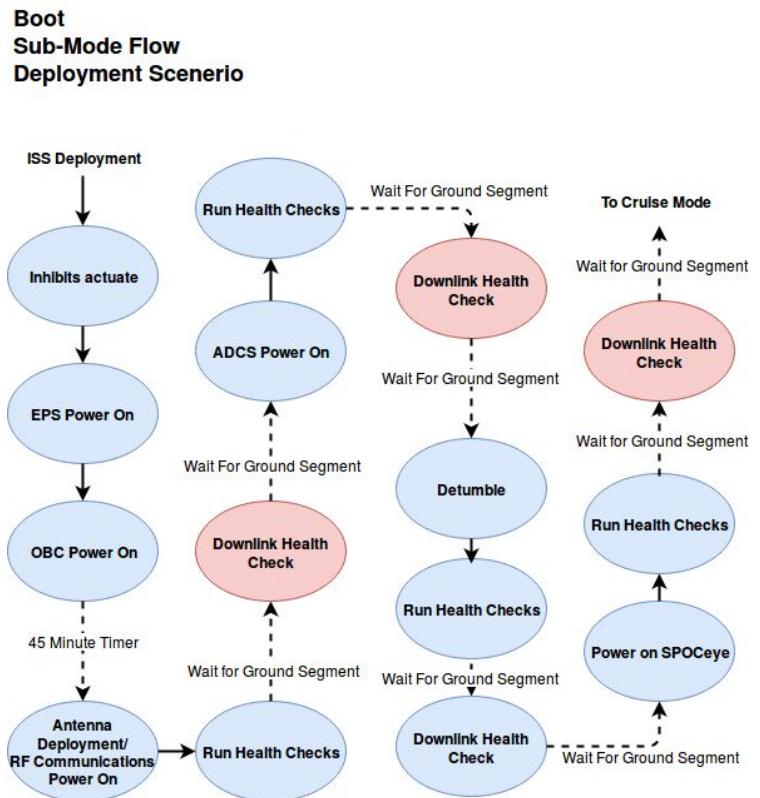 Boot
Sub-Mode Flow
Deployment Scenerio
ISS Deployment
Inhibits actuate
EPS Power On
OBC Power On
45 Minute Timer
Antenna
Deployment/
RF Communications
Power On
Run Health Checks
Wait for Ground Segment
Downlink Health
Check
Wait For Ground Segment
ADCS Power On
Run Health Checks
Wait For Ground Segment
Downlink Health
Check
Wait For Ground Segment
Detumble
Run Health Checks
Wait For Ground Segment
Downlink Health
Check
Wait For Ground Segment
Power on SPOCeye
Run Health Checks
Wait for Ground Segment
Downlink Health
Check
Wait for Ground Segment
To Cruise Mode